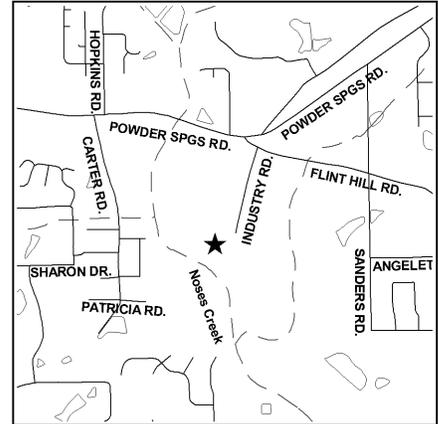 HOPKINS RD.
POWDER SPGS RD.
POWDER SPGS RD.
CARTER RD.
INDUSTRY RD.
FLINT HILL RD.
SHARON DR.
Noses Creek
SANDERS RD.
ANGELET
PATRICIA RD.